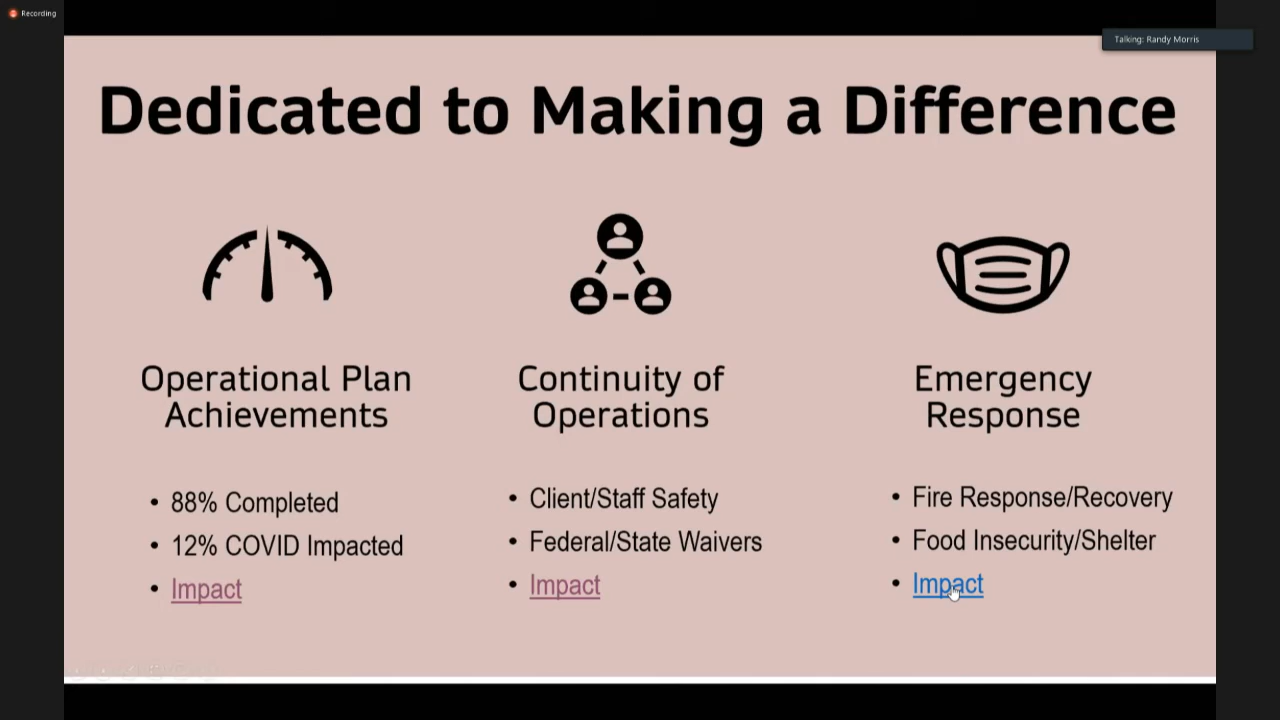 Recording
Talking: Randy Morris
Dedicated to Making a Difference
Operational Plan
Achievements
• 88% Completed
• 12% COVID Impacted
• Impact
Continuity of
Operations
• Client/Staff Safety
• Federal/State Waivers
• Impact
Emergency
Response
• Fire Response/Recovery
• Food Insecurity/Shelter
• Impact